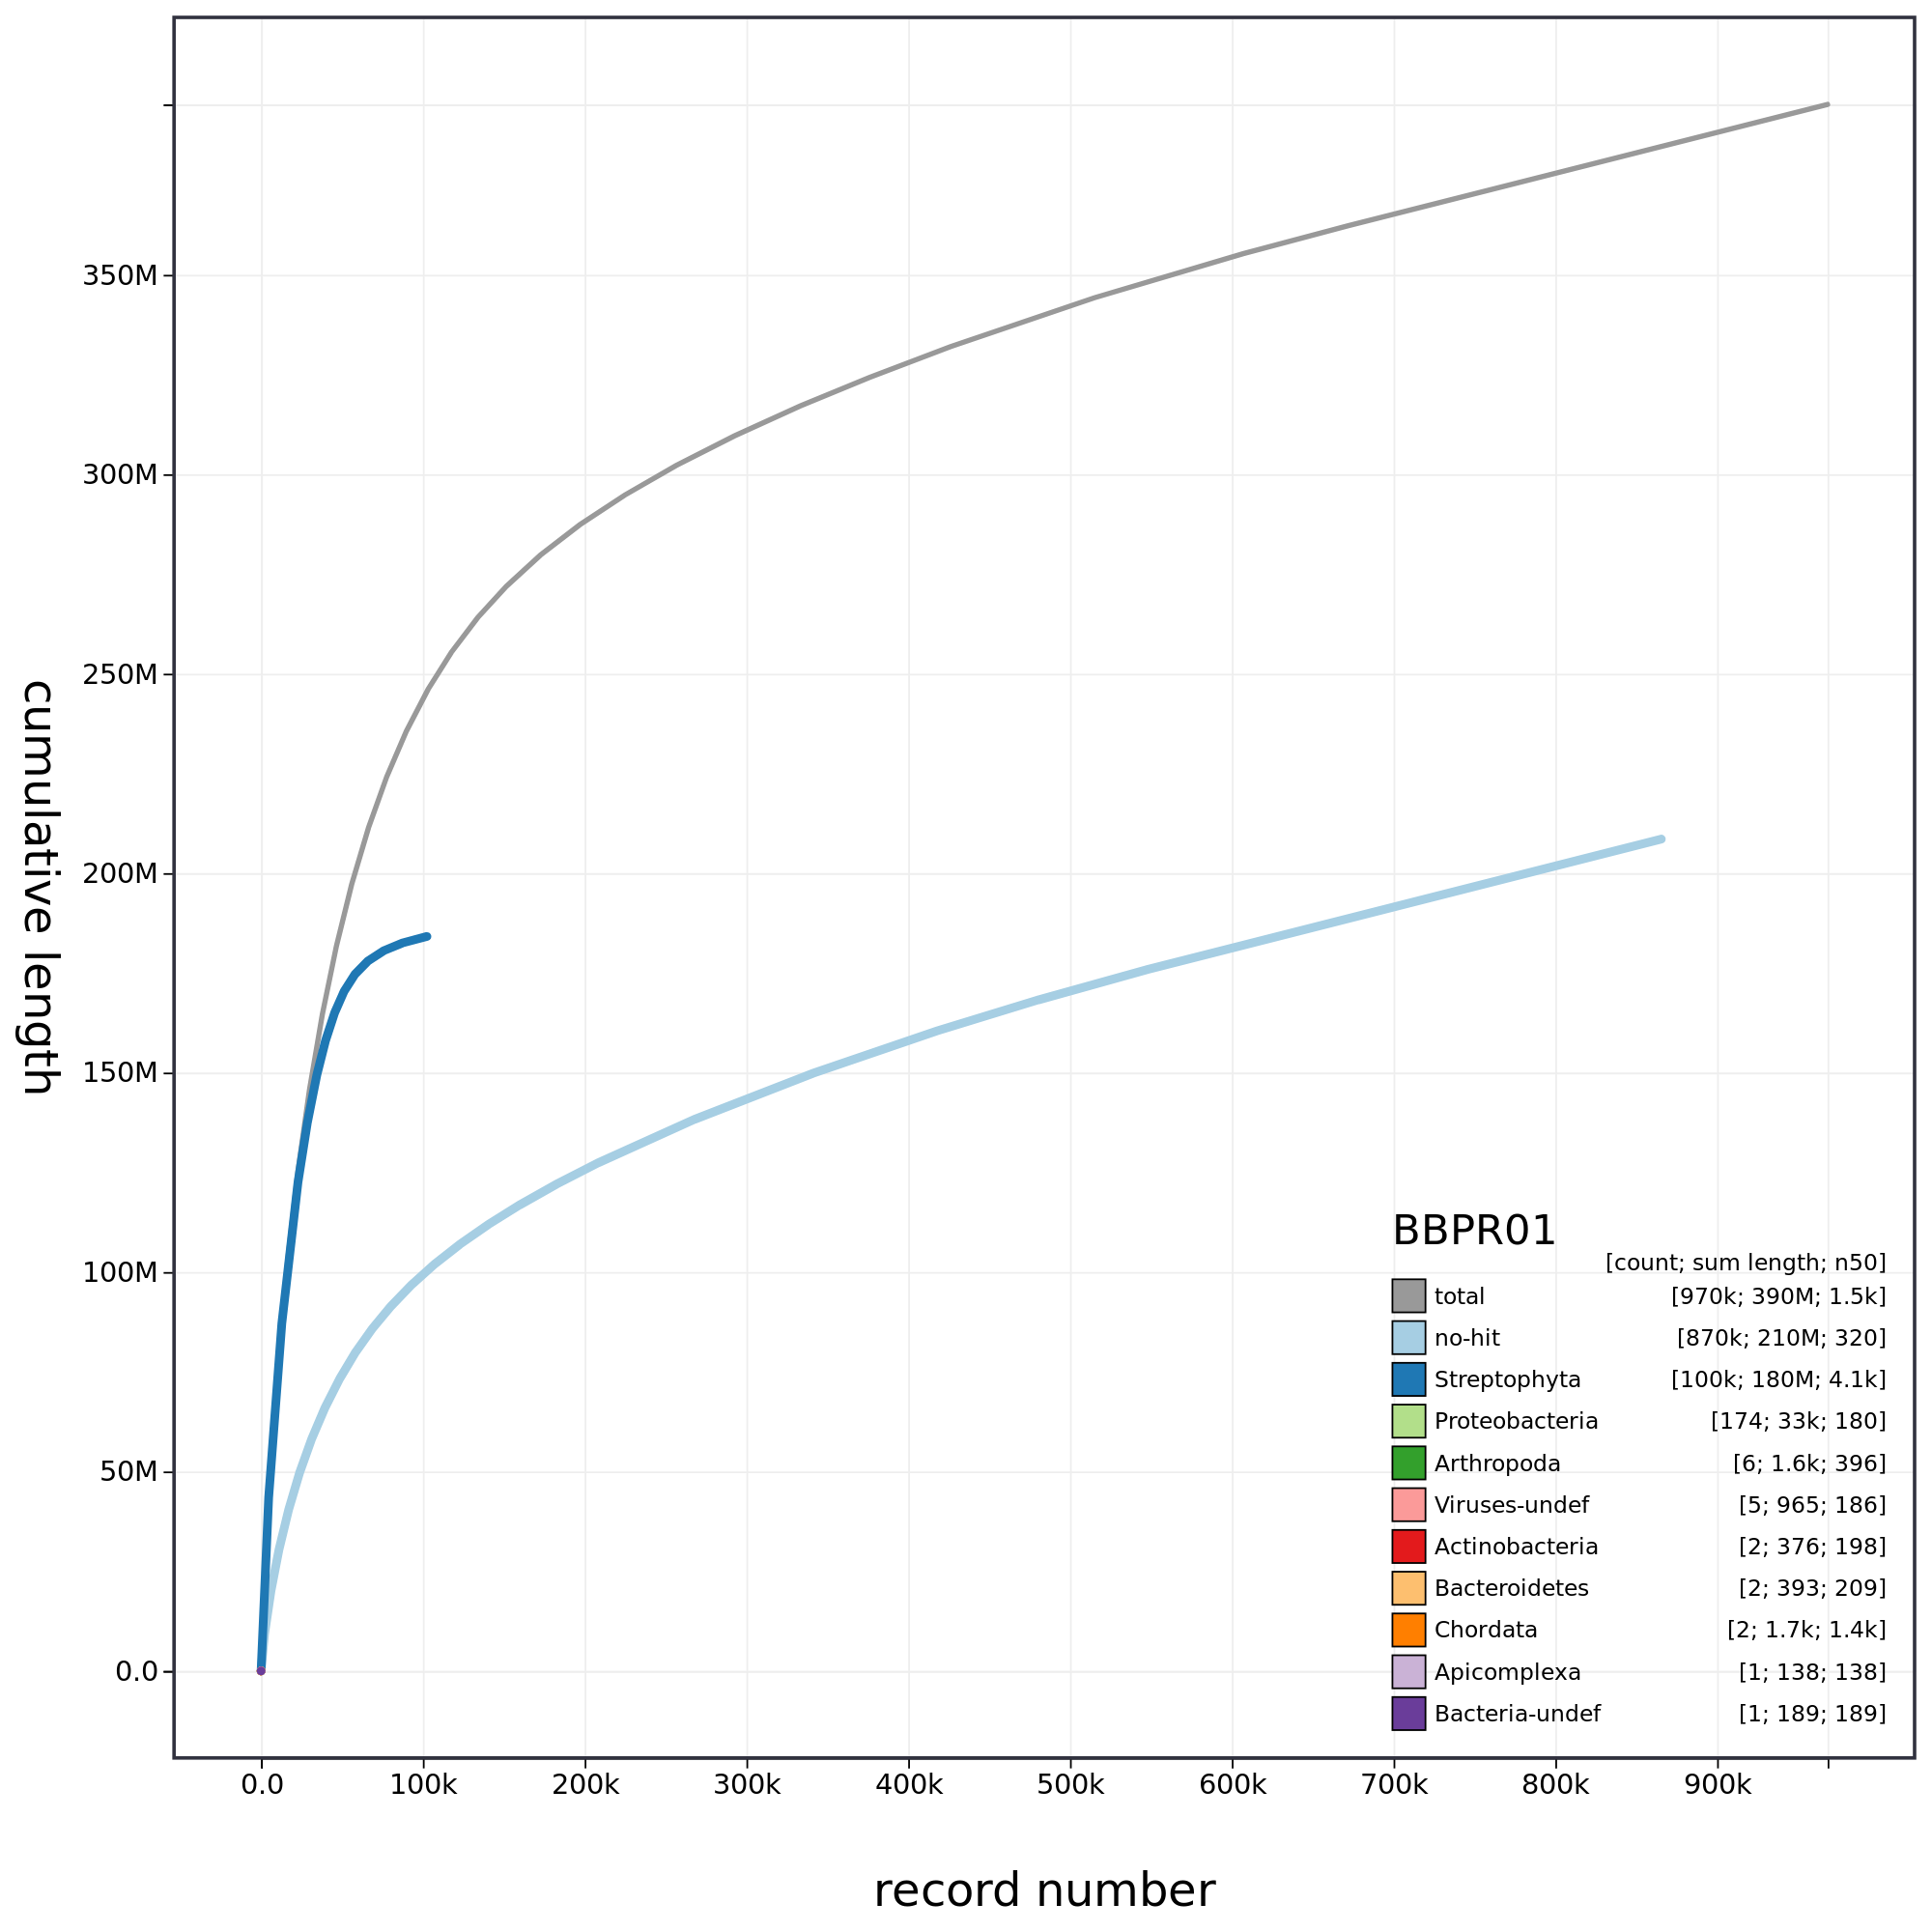 350M
300M
250M
200M
150M
100M
50M
0.0
cumulative length
BBPR01
[count; sum length; n50]
total [970k; 390M; 1.5k]
no-hit [870k; 210M; 320]
Streptophyta [100k; 180M; 4.1k]
Proteobacteria [174; 33k; 180]
Arthropoda [6; 1.6k; 396]
Viruses-undef [5; 965; 186]
Actinobacteria [2; 376; 198]
Bacteroidetes [2; 393; 209]
Chordata [2; 1.7k; 1.4k]
Apicomplexa [1; 138; 138]
Bacteria-undef [1; 189; 189]
0.0 100k 200k 300k 400k 500k 600k 700k 800k 900k
record number